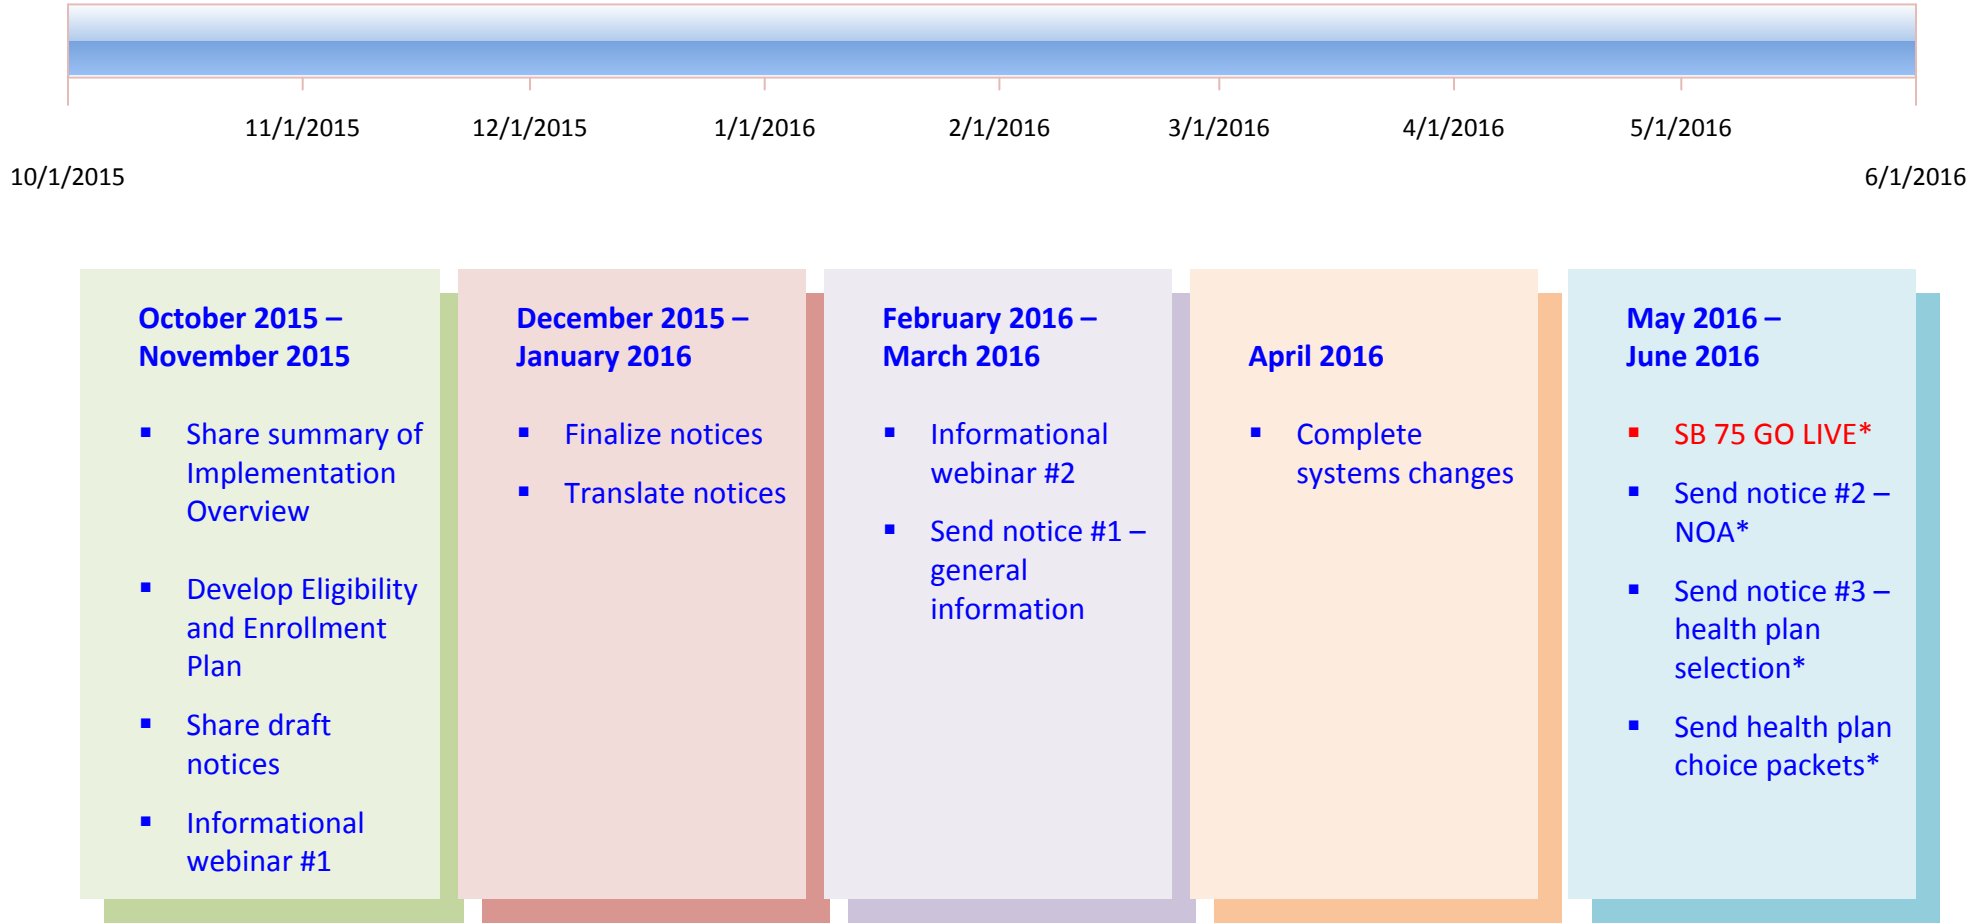 11/1/2015
12/1/2015
1/1/2016
2/1/2016
3/1/2016
4/1/2016
5/1/2016
10/1/2015
6/1/2016
October 2015 –
November 2015
▪ Share summary of
Implementation
Overview
▪ Develop Eligibility
and Enrollment
Plan
▪ Share draft
notices
▪ Informational
webinar #1
December 2015 –
January 2016
▪ Finalize notices
▪ Translate notices
February 2016 –
March 2016
▪ Informational
webinar #2
▪ Send notice #1 –
general
information
April 2016
▪ Complete
systems changes
May 2016 –
June 2016
▪ SB 75 GO LIVE*
▪ Send notice #2 –
NOA*
▪ Send notice #3 –
health plan
selection*
▪ Send health plan
choice packets*